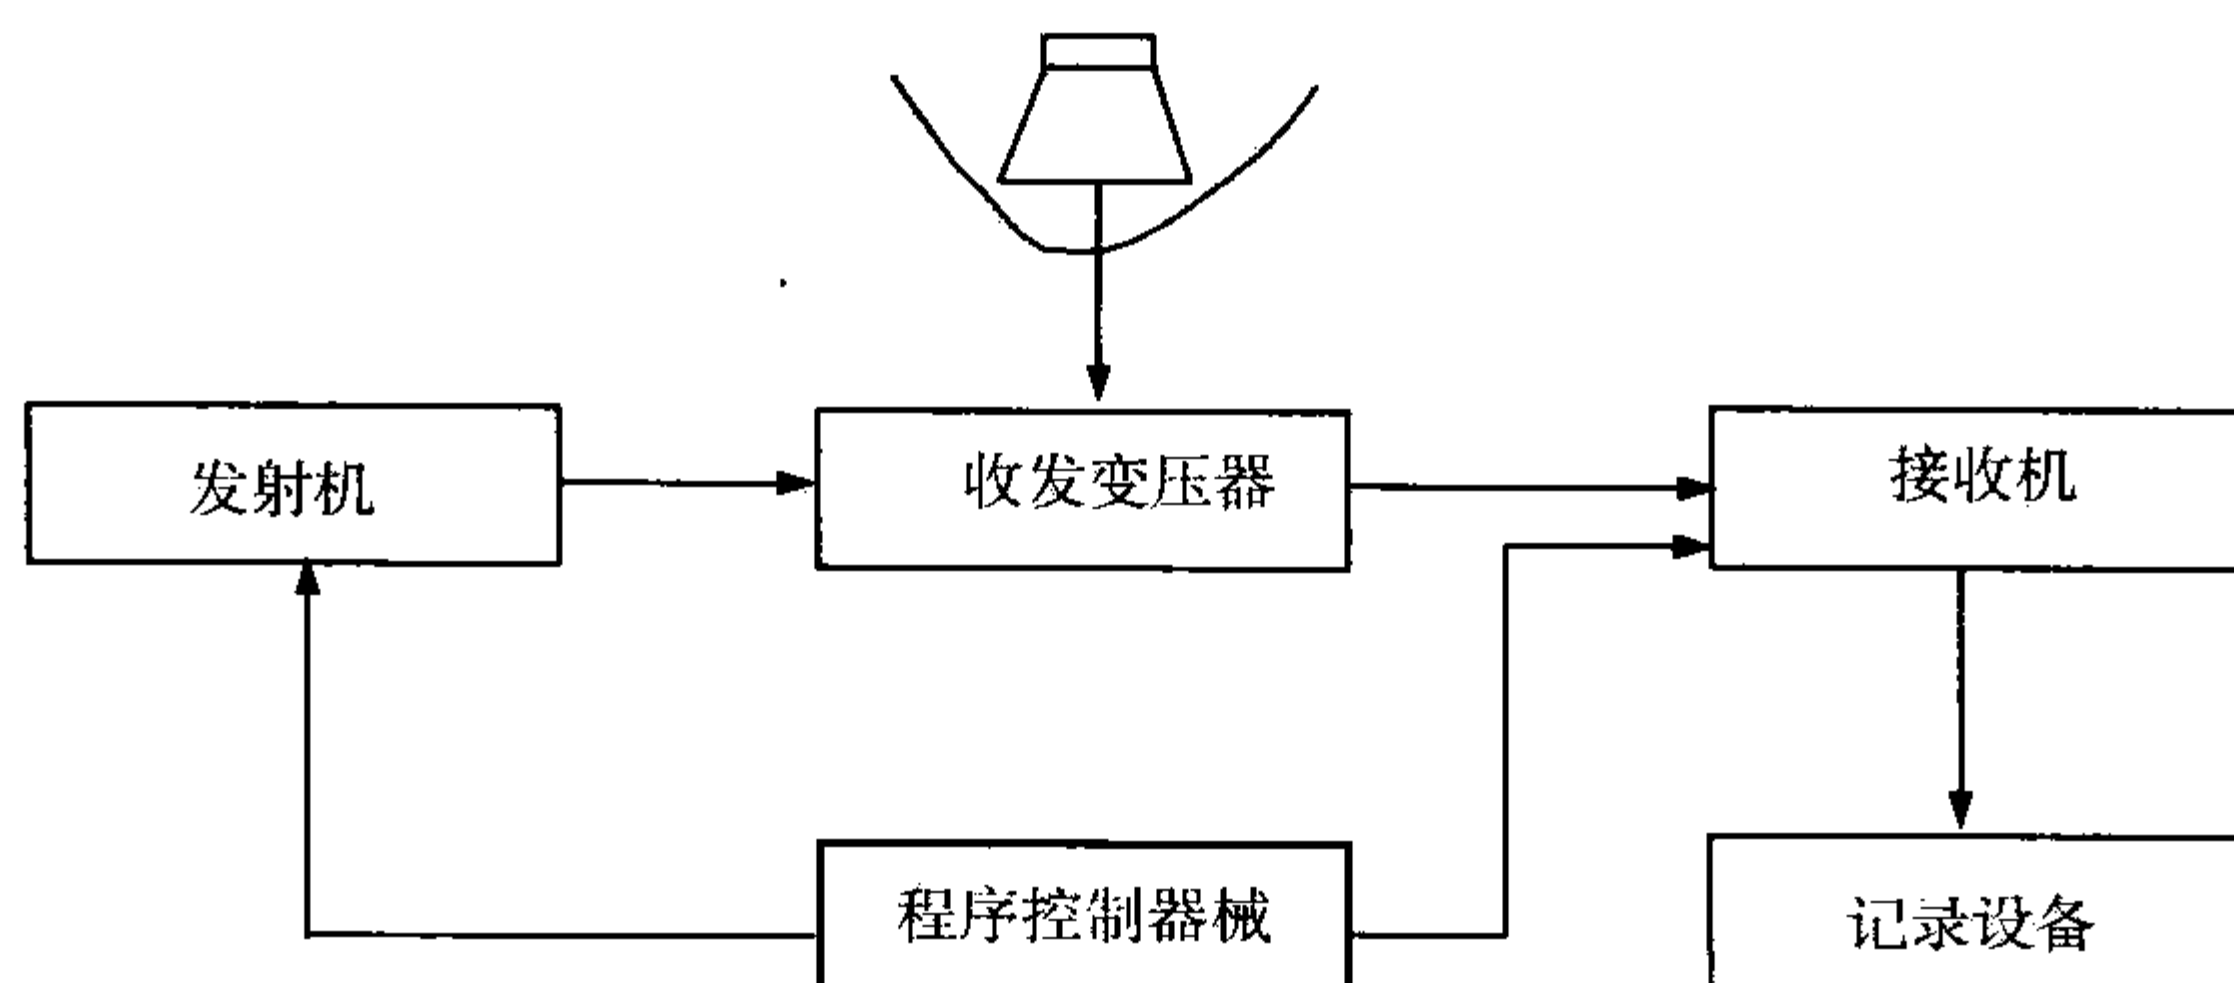 发射机
收发变压器
接收机
程序控制器械
记录设备